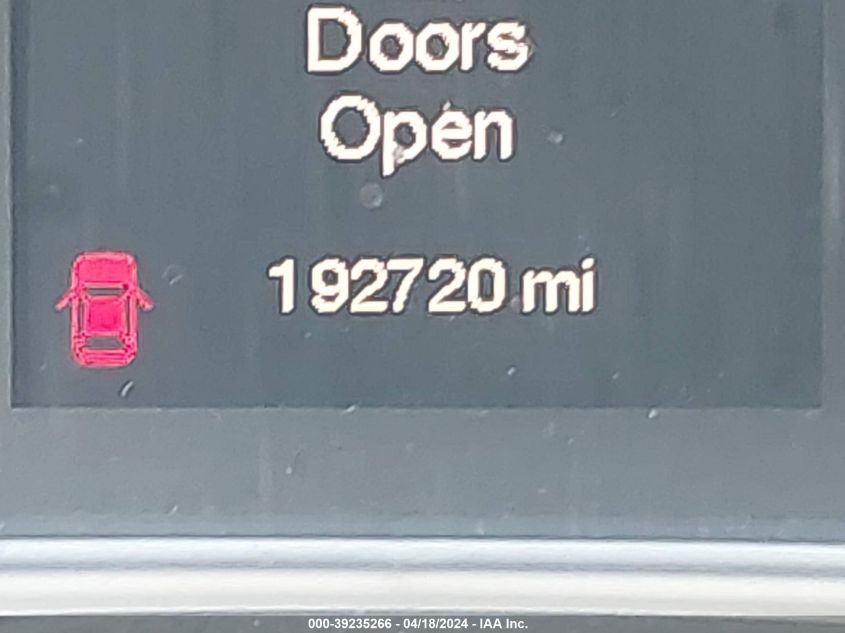 Doors
Open
192720 mi
000-39235266 - 04/18/2024 - IAA Inc.